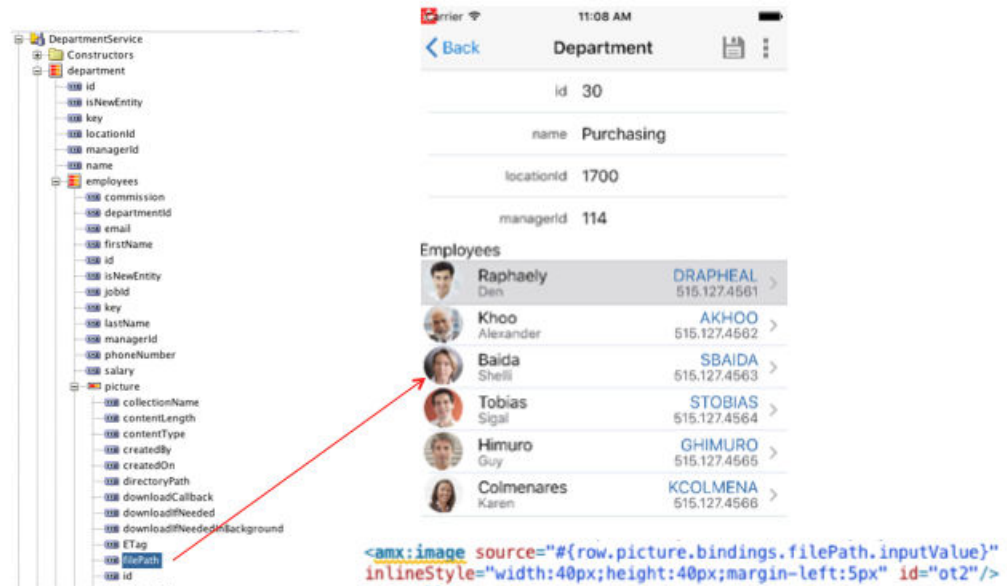 DepartmentService
Constructors
department
id
isNewEntity
key
locationId
managerId
name
employees
commission
departmentId
email
firstName
id
isNewEntity
jobId
key
lastName
managerId
phoneNumber
salary
picture
collectionName
contentLength
contentType
createdBy
createdOn
directoryPath
downloadCallback
downloadIfNeeded
downloadIfNeededInBackground
ETag
filePath
id
Carrier 11:08 AM
Back Department
id 30
name Purchasing
locationId 1700
managerId 114
Employees
Raphaely DRAPHEAL
Den 515.127.4561
Khoo AKHOO
Alexander 515.127.4562
Baida SBAIDA
Shelli 515.127.4563
Tobias STOBIAS
Sigal 515.127.4564
Himuro GHIMURO
Guy 515.127.4565
Colmenares KCOLMENA
Karen 515.127.4566
<amx:image source="#{row.picture.bindings.filePath.inputValue}"
inlineStyle="width:40px;height:40px;margin-left:5px" id="ot2"/>